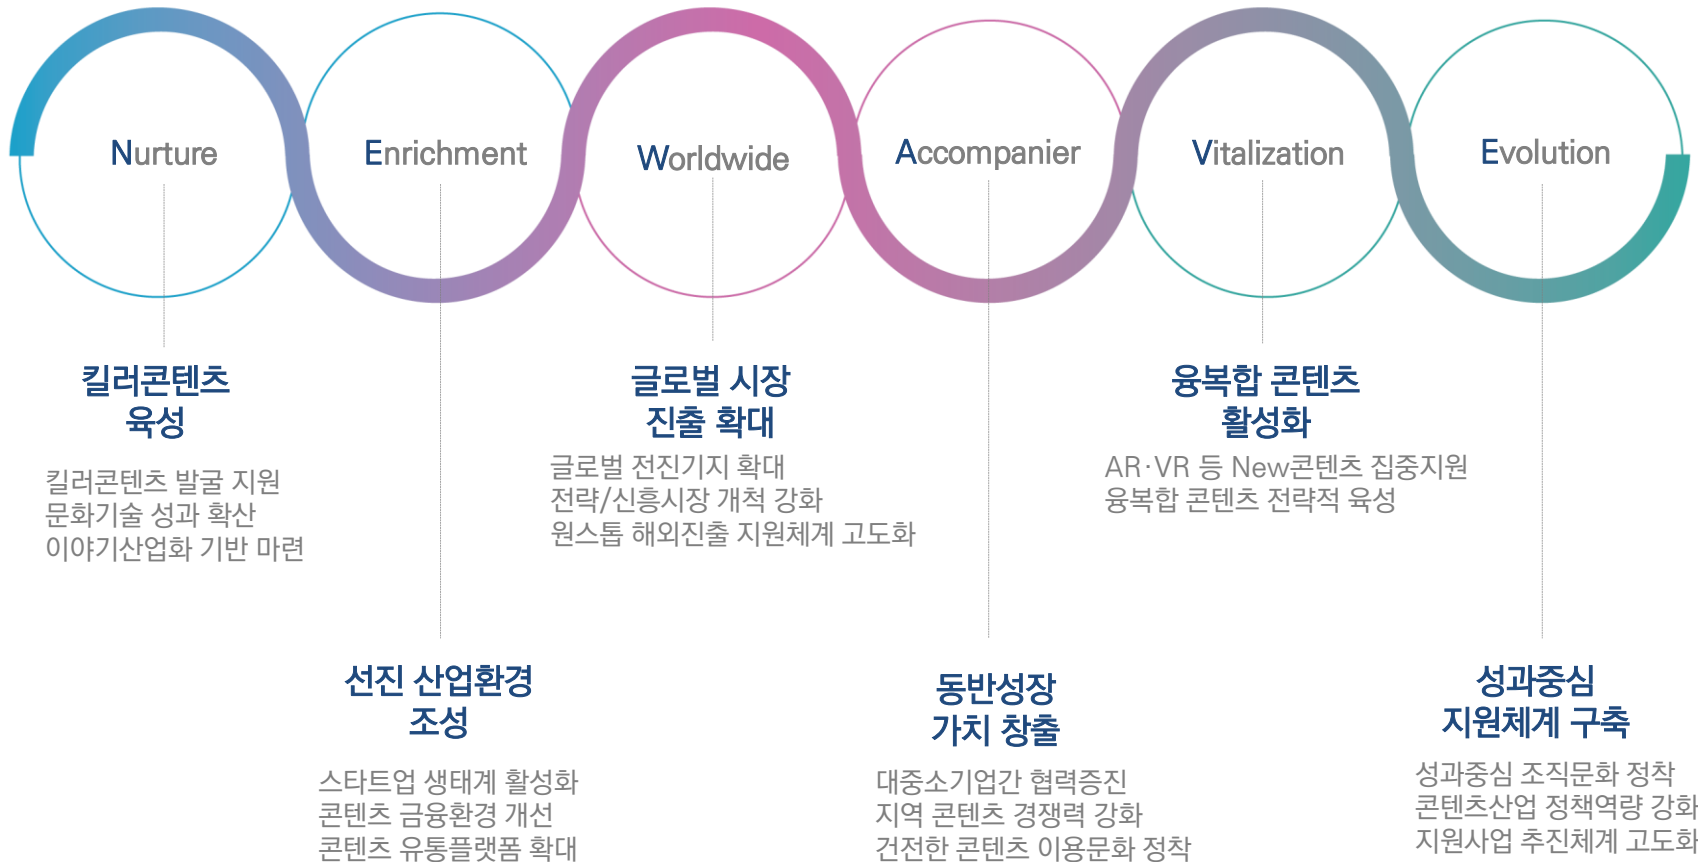 Nurture
Enrichment
Worldwide
Accompanier
Vitalization
Evolution
킬러콘텐츠
육성
킬러콘텐츠 발굴 지원
문화기술 성과 확산
이야기산업화 기반 마련
글로벌 시장
진출 확대
글로벌 전진기지 확대
전략/신흥시장 개척 강화
원스톱 해외진출 지원체계 고도화
융복합 콘텐츠
활성화
AR·VR 등 New콘텐츠 집중지원
융복합 콘텐츠 전략적 육성
선진 산업환경
조성
스타트업 생태계 활성화
콘텐츠 금융환경 개선
콘텐츠 유통플랫폼 확대
동반성장
가치 창출
대중소기업간 협력증진
지역 콘텐츠 경쟁력 강화
건전한 콘텐츠 이용문화 정착
성과중심
지원체계 구축
성과중심 조직문화 정착
콘텐츠산업 정책역량 강화
지원사업 추진체계 고도화